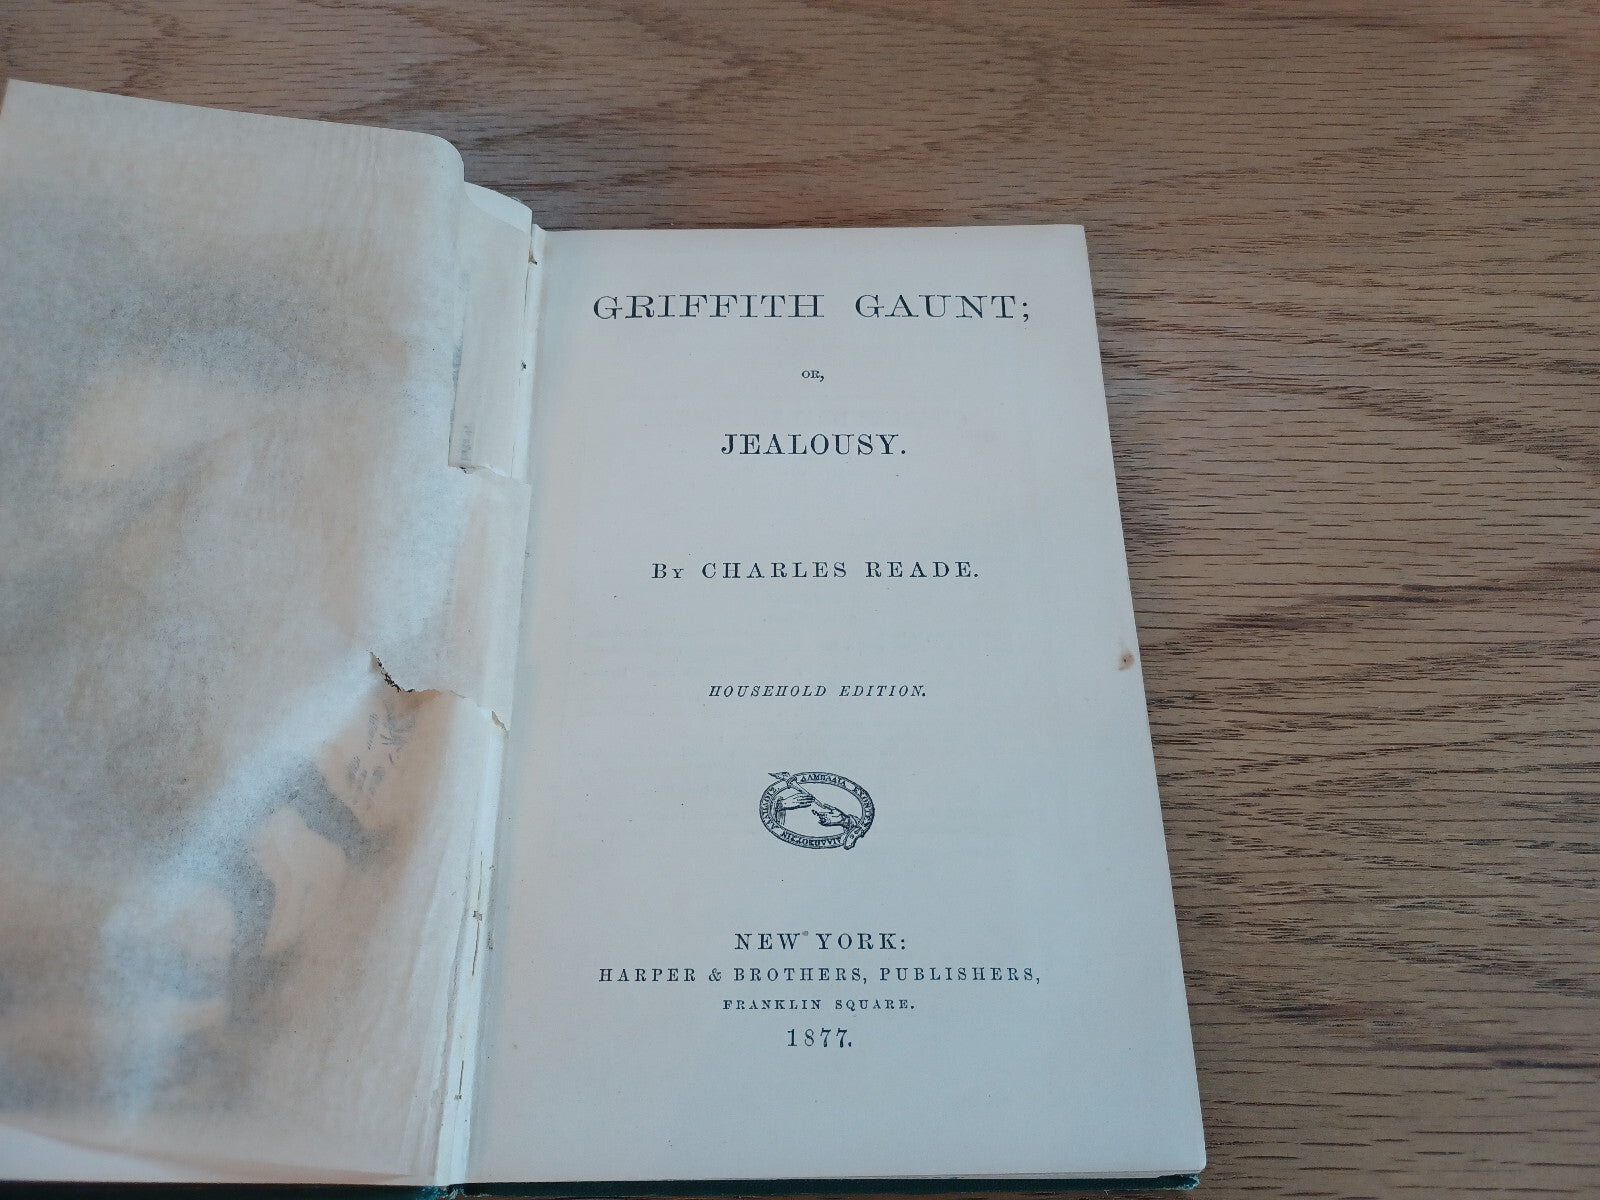 GRIFFITH GAUNT;
OR,
JEALOUSY.
BY CHARLES READE.
HOUSEHOLD EDITION.
NEW YORK:
HARPER & BROTHERS, PUBLISHERS,
FRANKLIN SQUARE.
1877.